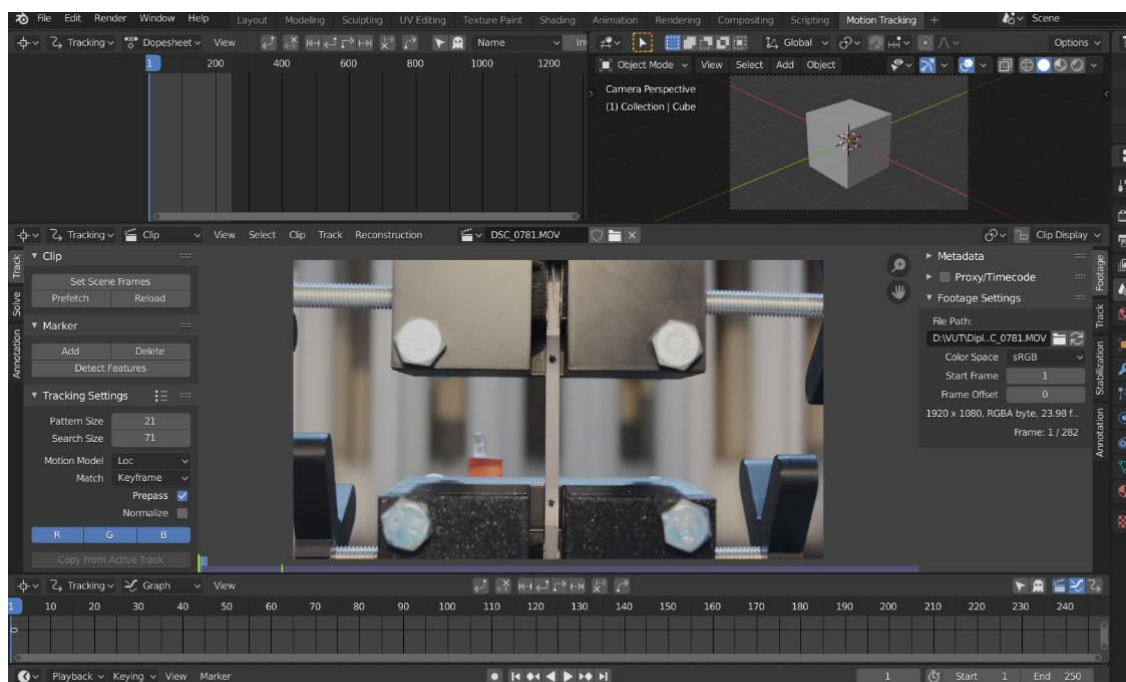 File Edit Render Window Help Layout Modeling Sculpting UV Editing Texture Paint Shading Animation Rendering Compositing Scripting Motion Tracking + Scene
Tracking Dopesheet View Name In Global Options
1 200 400 600 800 1000 1200 Object Mode View Select Add Object
Camera Perspective
(1) Collection | Cube
Tracking Clip View Select Clip Track Reconstruction DSC_0781.MOV Clip Display
Track
Solve
Annotation
Clip
Set Scene Frames
Prefetch Reload
Marker
Add Delete
Detect Features
Tracking Settings
Pattern Size 21
Search Size 71
Motion Model Loc
Match Keyframe
Prepass
Normalize
R G B
Copy From Active Track
Metadata
Proxy/Timecode
Footage Settings
File Path:
D:\VUT\Dipl..C_0781.MOV
Color Space sRGB
Start Frame 1
Frame Offset 0
1920 x 1080, RGBA byte, 23.98 f..
Frame: 1 / 282
Footage
Track
Stabilization
Annotation
Tracking Graph View
1 10 20 30 40 50 60 70 80 90 100 110 120 130 140 150 160 170 180 190 200 210 220 230 240
Playback Keying View Marker 1 Start 1 End 250